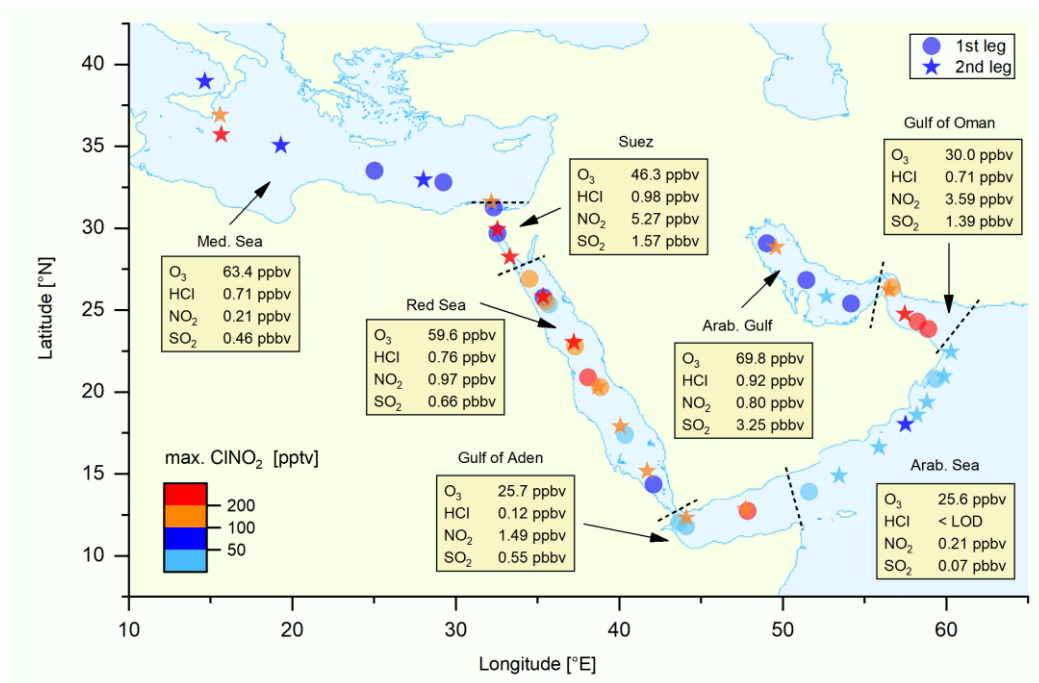 1st leg
2nd leg
Gulf of Oman
O₃ 30.0 ppbv
HCl 0.71 ppbv
NO₂ 3.59 ppbv
SO₂ 1.39 pbbv
Suez
O₃ 46.3 ppbv
HCl 0.98 ppbv
NO₂ 5.27 ppbv
SO₂ 1.57 pbbv
Med. Sea
O₃ 63.4 ppbv
HCl 0.71 ppbv
NO₂ 0.21 ppbv
SO₂ 0.46 pbbv
Red Sea
O₃ 59.6 ppbv
HCl 0.76 ppbv
NO₂ 0.97 ppbv
SO₂ 0.66 pbbv
Arab. Gulf
O₃ 69.8 ppbv
HCl 0.92 ppbv
NO₂ 0.80 ppbv
SO₂ 3.25 pbbv
Gulf of Aden
O₃ 25.7 ppbv
HCl 0.12 ppbv
NO₂ 1.49 ppbv
SO₂ 0.55 pbbv
Arab. Sea
O₃ 25.6 ppbv
HCl < LOD
NO₂ 0.21 ppbv
SO₂ 0.07 pbbv
max. ClNO₂ [pptv]
200
100
50
Latitude [°N]
40
35
30
25
20
15
10
10 20 30 40 50 60
Longitude [°E]